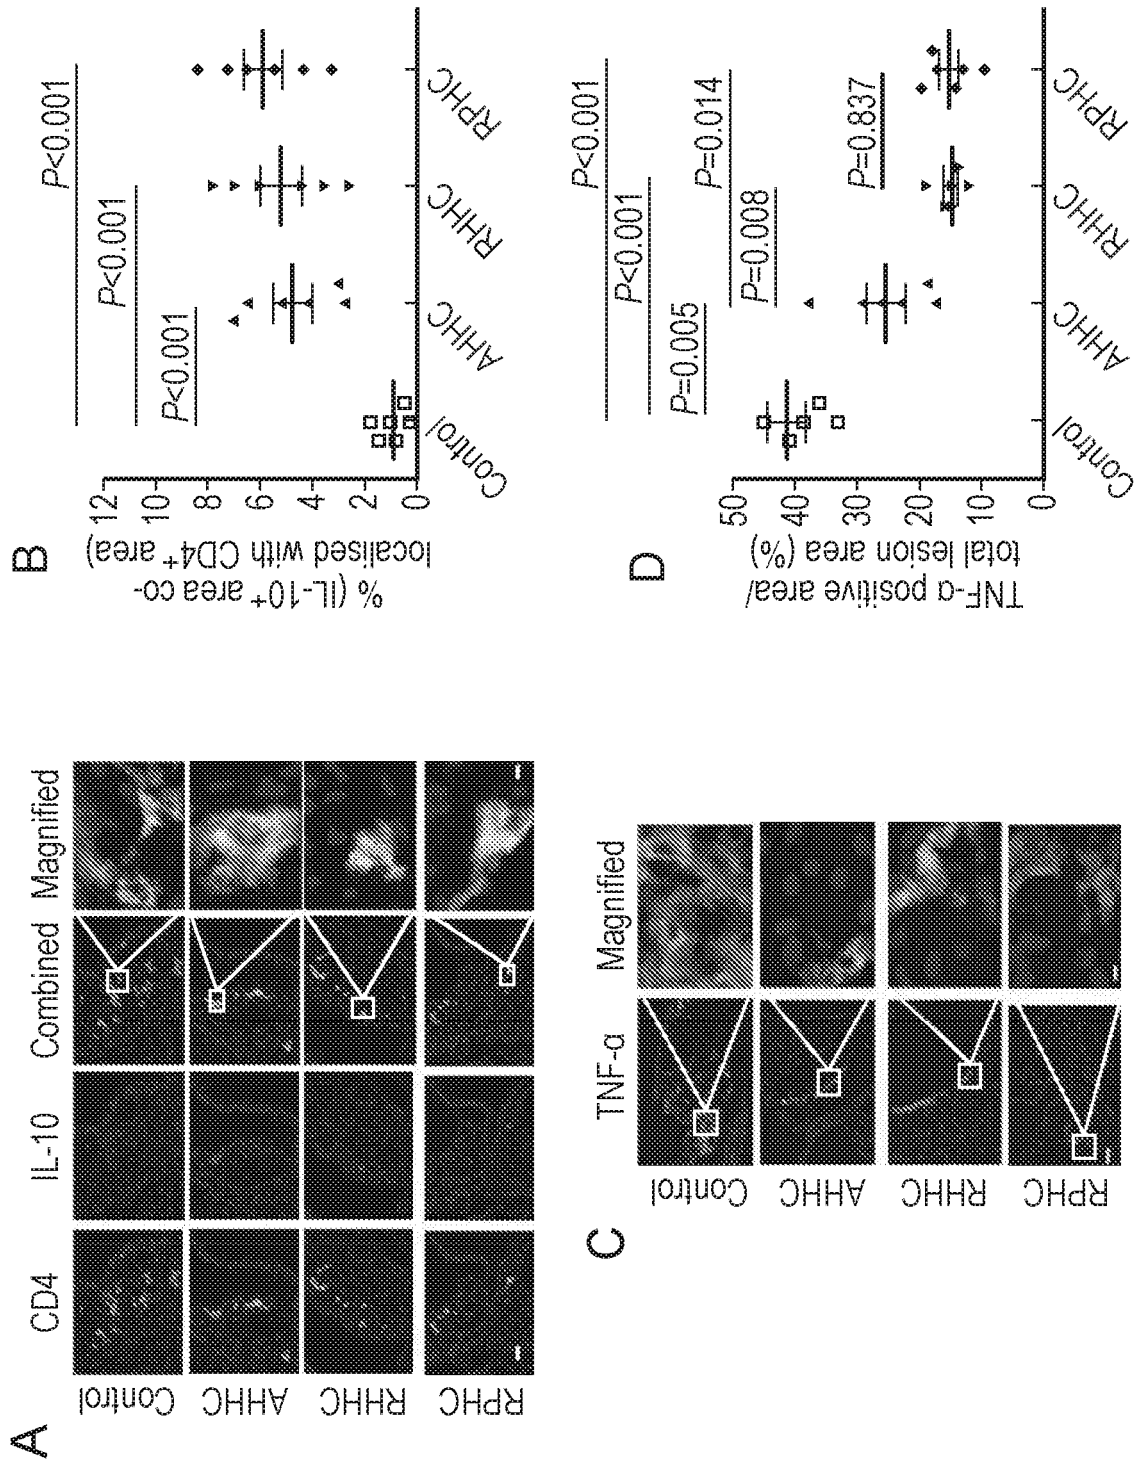 A
CD4
IL-10
Combined
Magnified
Control
AHHC
RHHC
RPHC
B
% (IL-10⁺ area co-
localised with CD4⁺ area)
12
10
8
6
4
2
0
P<0.001
P<0.001
P<0.001
Control
AHHC
RHHC
RPHC
C
TNF-α
Magnified
Control
AHHC
RHHC
RPHC
D
TNF-α positive area/
total lesion area (%)
50
40
30
20
10
0
P<0.001
P<0.001
P=0.005
P=0.014
P=0.008
P=0.837
Control
AHHC
RHHC
RPHC